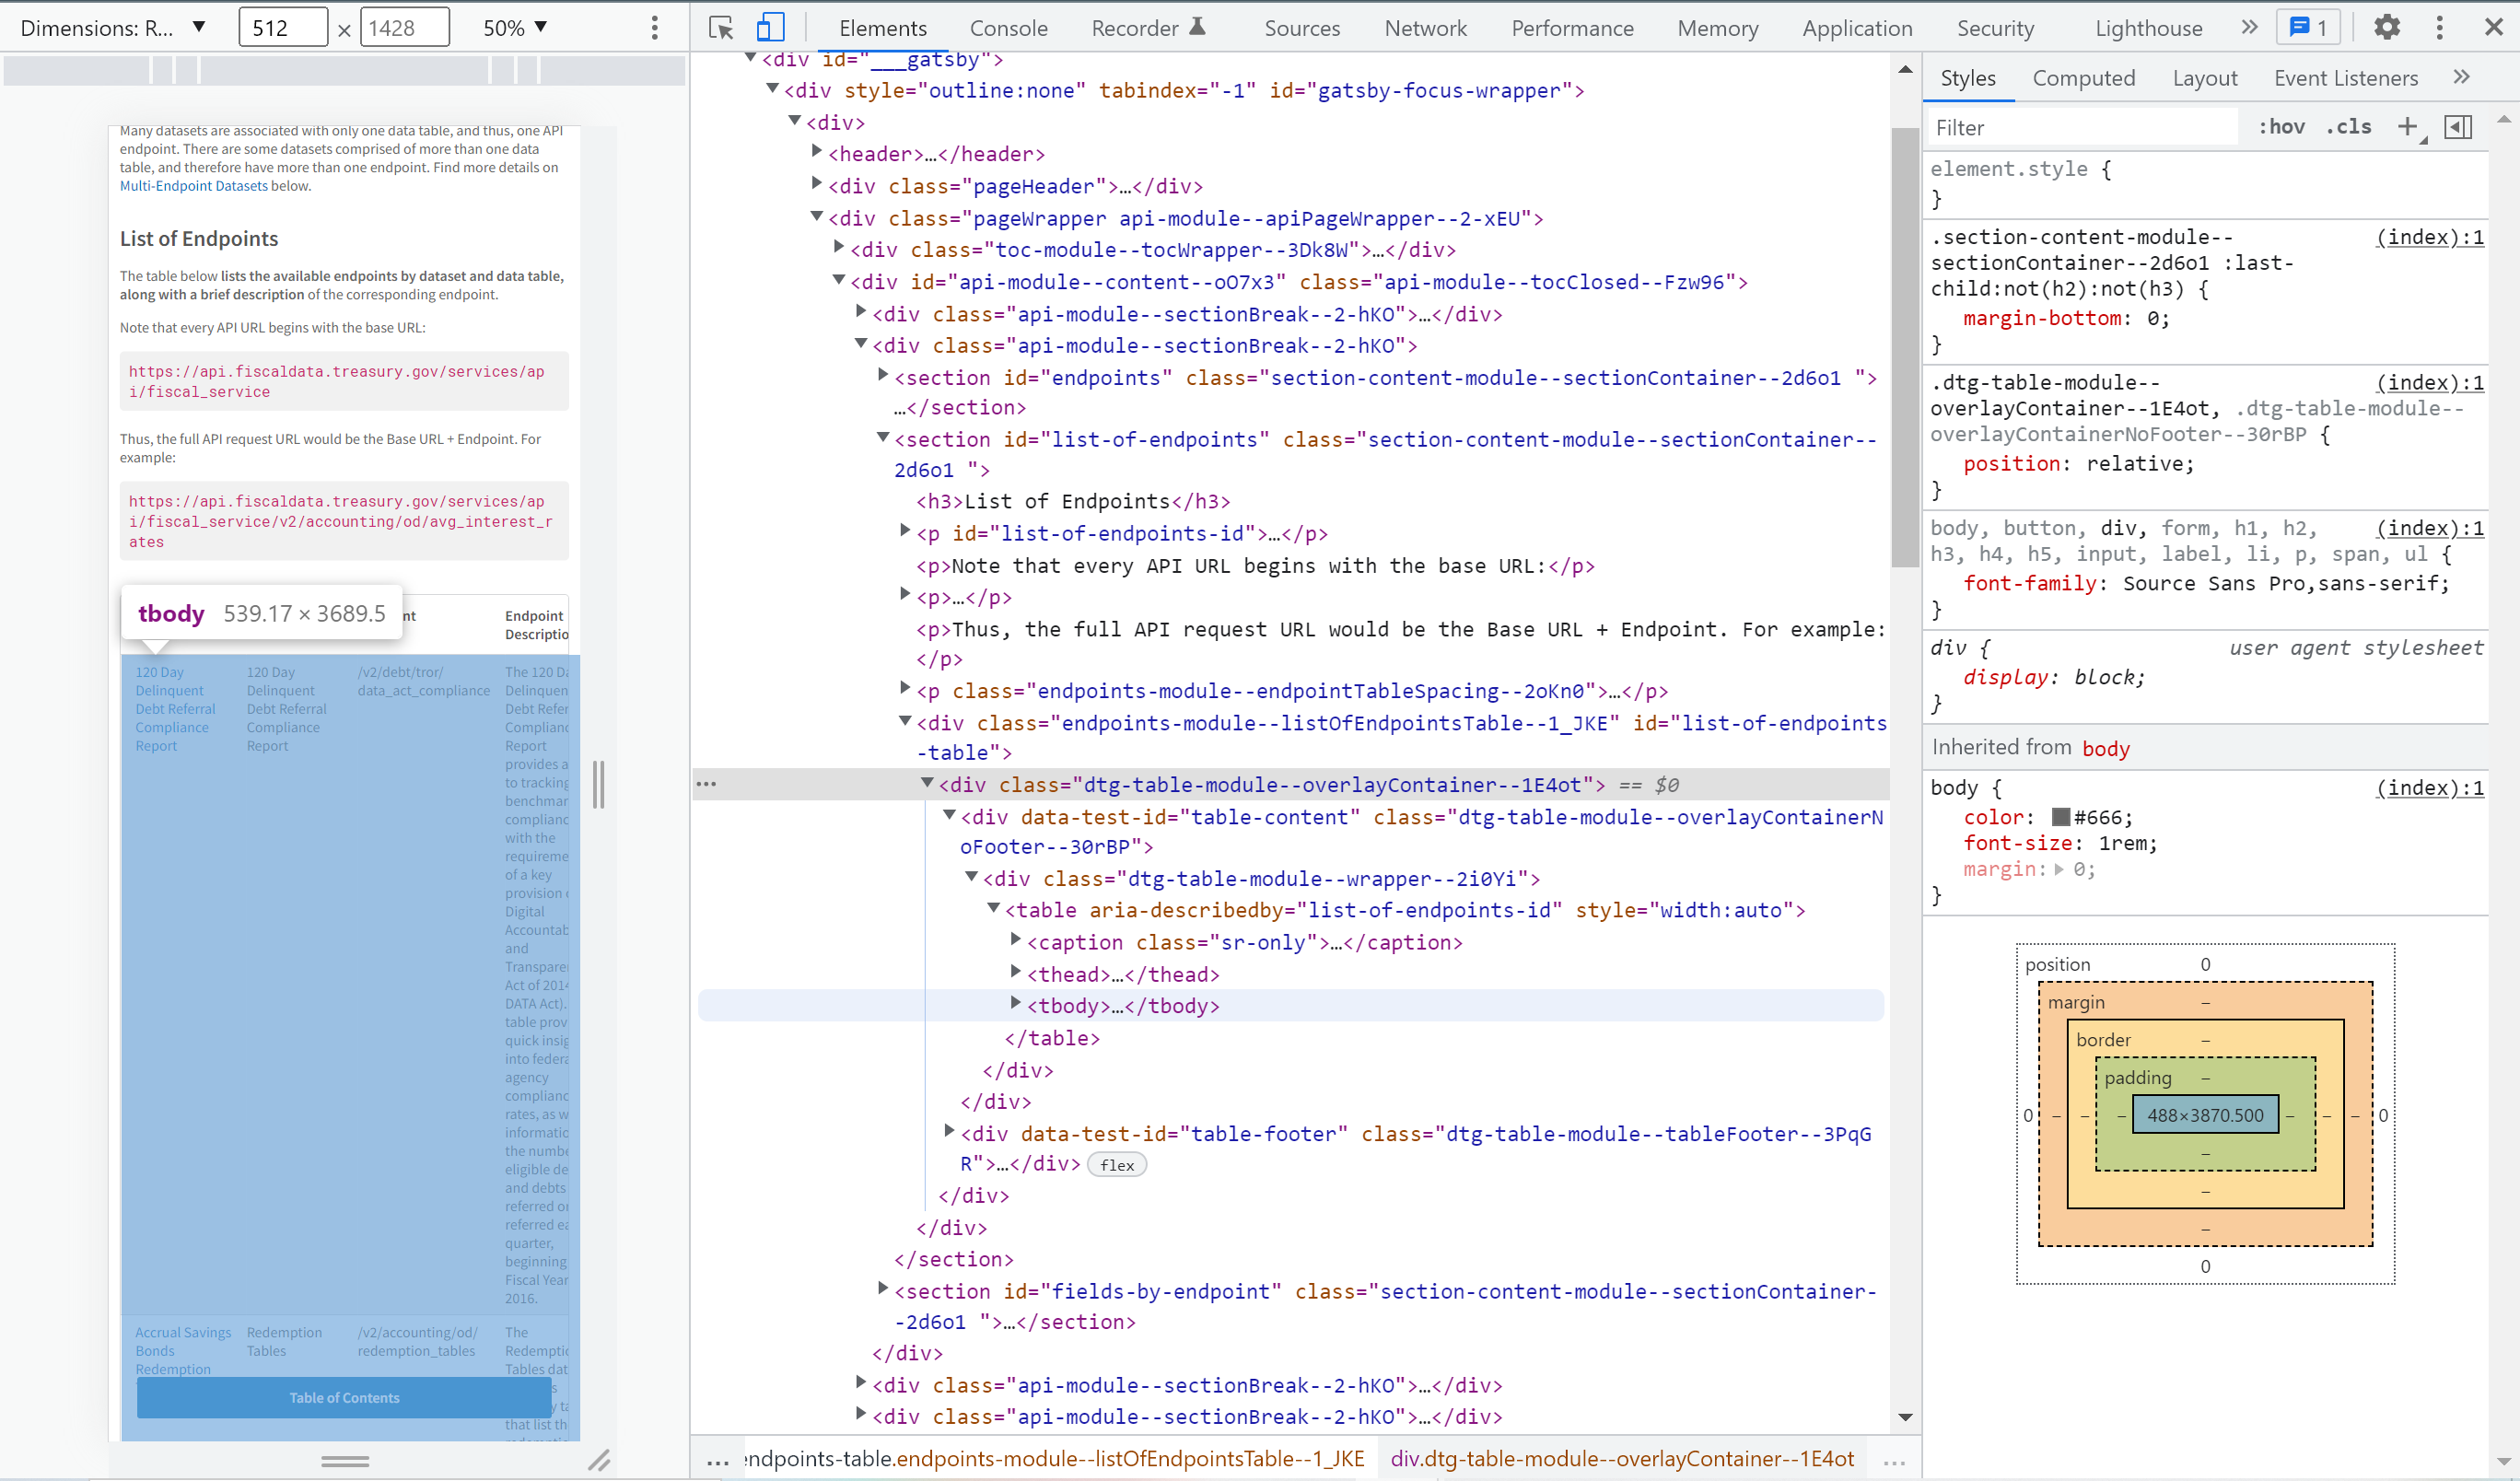 Dimensions: R... ▼ 512 × 1428 50% ▼
Elements Console Recorder Sources Network Performance Memory Application Security Lighthouse » 1
Many datasets are associated with only one data table, and thus, one API
endpoint. There are some datasets comprised of more than one data
table, and therefore have more than one endpoint. Find more details on
Multi-Endpoint Datasets below.
List of Endpoints
The table below lists the available endpoints by dataset and data table,
along with a brief description of the corresponding endpoint.
Note that every API URL begins with the base URL:
https://api.fiscaldata.treasury.gov/services/ap
i/fiscal_service
Thus, the full API request URL would be the Base URL + Endpoint. For
example:
https://api.fiscaldata.treasury.gov/services/ap
i/fiscal_service/v2/accounting/od/avg_interest_r
ates
tbody 539.17 × 3689.5
nt
Endpoint
Descriptio
120 Day
Delinquent
Debt Referral
Compliance
Report
120 Day
Delinquent
Debt Referral
Compliance
Report
/v2/debt/tror/
data_act_compliance
The 120 Da
Delinquen
Debt Refer
Complianc
Report
provides a
to tracking
benchmar
complianc
with the
requireme
of a key
provision
Digital
Accountab
and
Transpare
Act of 2014
DATA Act).
table prov
quick insig
into federa
agency
complianc
rates, as w
informatio
the numbe
eligible de
and debts
referred o
referred ea
quarter,
beginning
Fiscal Year
2016.
Accrual Savings
Bonds
Redemption
Redemption
Tables
/v2/accounting/od/
redemption_tables
The
Redemptio
Tables dat
s
y ta
that list th
Table of Contents
<div id="___gatsby">
<div style="outline:none" tabindex="-1" id="gatsby-focus-wrapper">
<div>
<header>…</header>
<div class="pageHeader">…</div>
<div class="pageWrapper api-module--apiPageWrapper--2-xEU">
<div class="toc-module--tocWrapper--3Dk8W">…</div>
<div id="api-module--content--oO7x3" class="api-module--tocClosed--Fzw96">
<div class="api-module--sectionBreak--2-hKO">…</div>
<div class="api-module--sectionBreak--2-hKO">
<section id="endpoints" class="section-content-module--sectionContainer--2d6o1 ">
…</section>
<section id="list-of-endpoints" class="section-content-module--sectionContainer--
2d6o1 ">
<h3>List of Endpoints</h3>
<p id="list-of-endpoints-id">…</p>
<p>Note that every API URL begins with the base URL:</p>
<p>…</p>
<p>Thus, the full API request URL would be the Base URL + Endpoint. For example:
</p>
<p class="endpoints-module--endpointTableSpacing--2oKn0">…</p>
<div class="endpoints-module--listOfEndpointsTable--1_JKE" id="list-of-endpoints
-table">
… <div class="dtg-table-module--overlayContainer--1E4ot"> == $0
<div data-test-id="table-content" class="dtg-table-module--overlayContainerN
oFooter--30rBP">
<div class="dtg-table-module--wrapper--2i0Yi">
<table aria-describedby="list-of-endpoints-id" style="width:auto">
<caption class="sr-only">…</caption>
<thead>…</thead>
<tbody>…</tbody>
</table>
</div>
</div>
<div data-test-id="table-footer" class="dtg-table-module--tableFooter--3PqG
R">…</div> flex
</div>
</div>
</section>
<section id="fields-by-endpoint" class="section-content-module--sectionContainer-
-2d6o1 ">…</section>
</div>
<div class="api-module--sectionBreak--2-hKO">…</div>
<div class="api-module--sectionBreak--2-hKO">…</div>
… endpoints-table.endpoints-module--listOfEndpointsTable--1_JKE div.dtg-table-module--overlayContainer--1E4ot …
Styles Computed Layout Event Listeners »
Filter :hov .cls +
element.style {
}
.section-content-module-- (index):1
sectionContainer--2d6o1 :last-
child:not(h2):not(h3) {
margin-bottom: 0;
}
.dtg-table-module-- (index):1
overlayContainer--1E4ot, .dtg-table-module--
overlayContainerNoFooter--30rBP {
position: relative;
}
body, button, div, form, h1, h2, (index):1
h3, h4, h5, input, label, li, p, span, ul {
font-family: Source Sans Pro,sans-serif;
}
div { user agent stylesheet
display: block;
}
Inherited from body
body { (index):1
color: #666;
font-size: 1rem;
margin: 0;
}
position 0
margin –
border –
padding –
0 – – – 488×3870.500 – – – 0
–
–
–
0